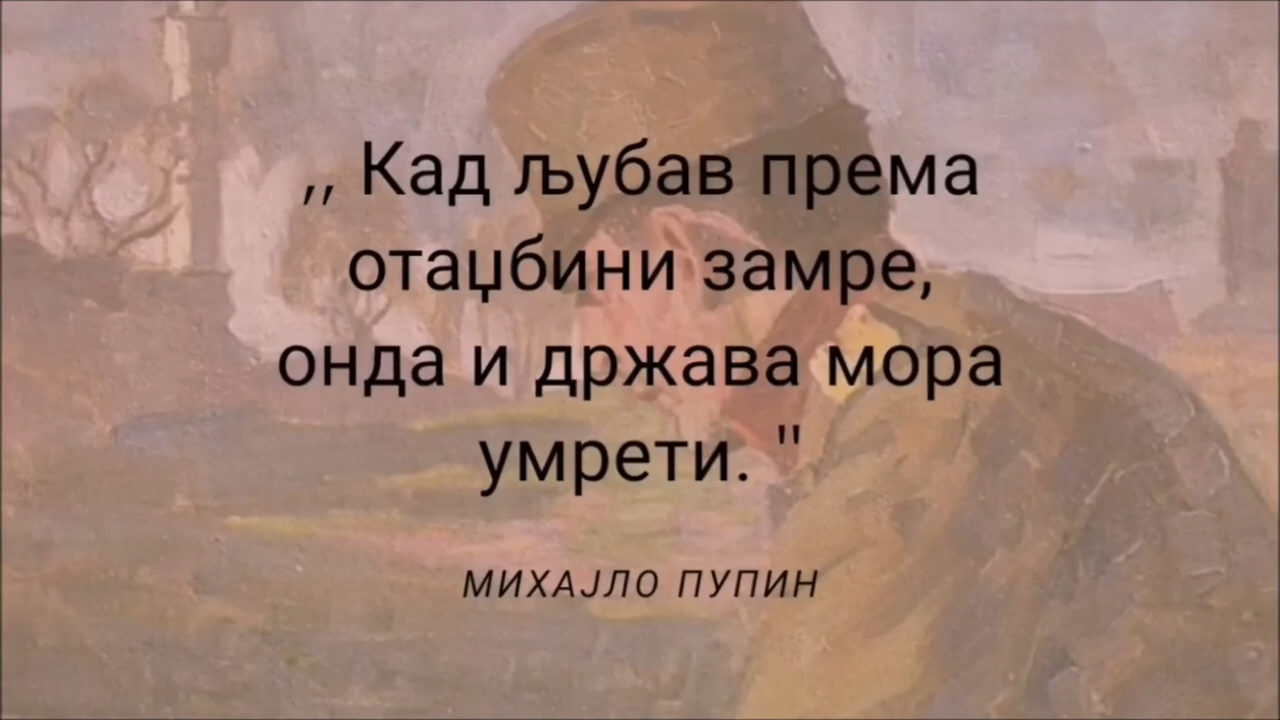 ,, Кад љубав према
отаџбини замре,
онда и држава мора
умрети. "
МИХАЈЛО ПУПИН